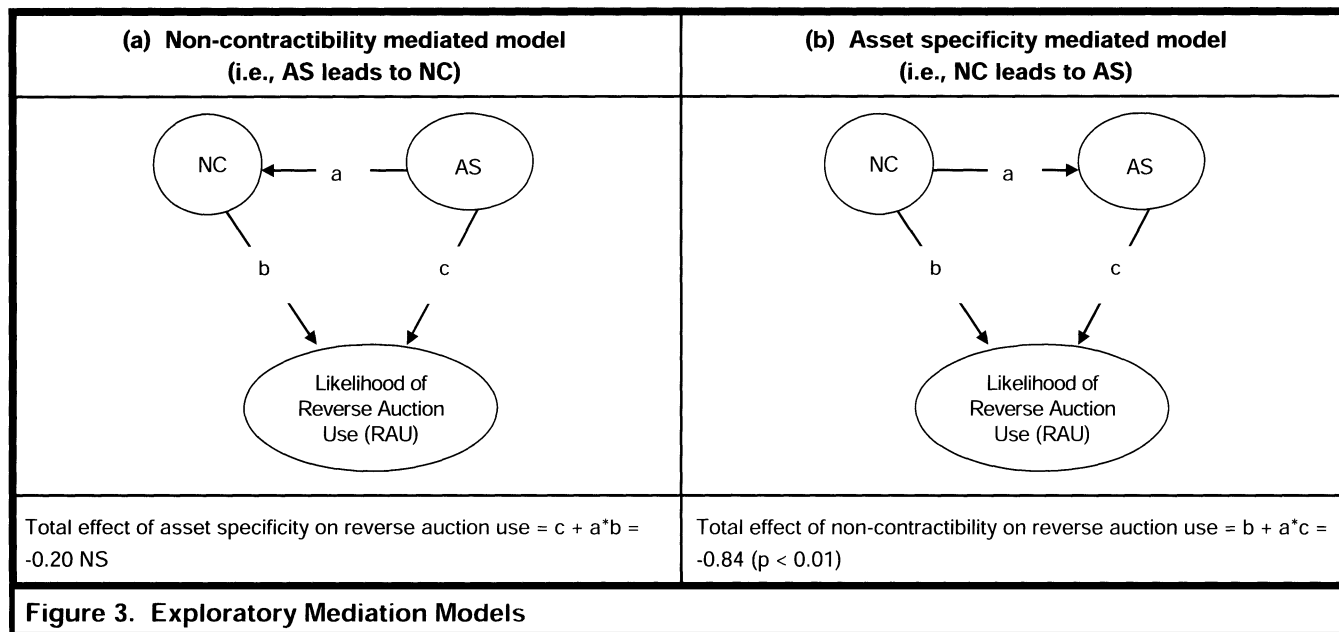 (a) Non-contractibility mediated model
(i.e., AS leads to NC)
(b) Asset specificity mediated model
(i.e., NC leads to AS)
NC
a
AS
b
c
Likelihood of
Reverse Auction
Use (RAU)
NC
a
AS
b
c
Likelihood of
Reverse Auction
Use (RAU)
Total effect of asset specificity on reverse auction use = c + a*b =
-0.20 NS
Total effect of non-contractibility on reverse auction use = b + a*c =
-0.84 (p < 0.01)
Figure 3. Exploratory Mediation Models